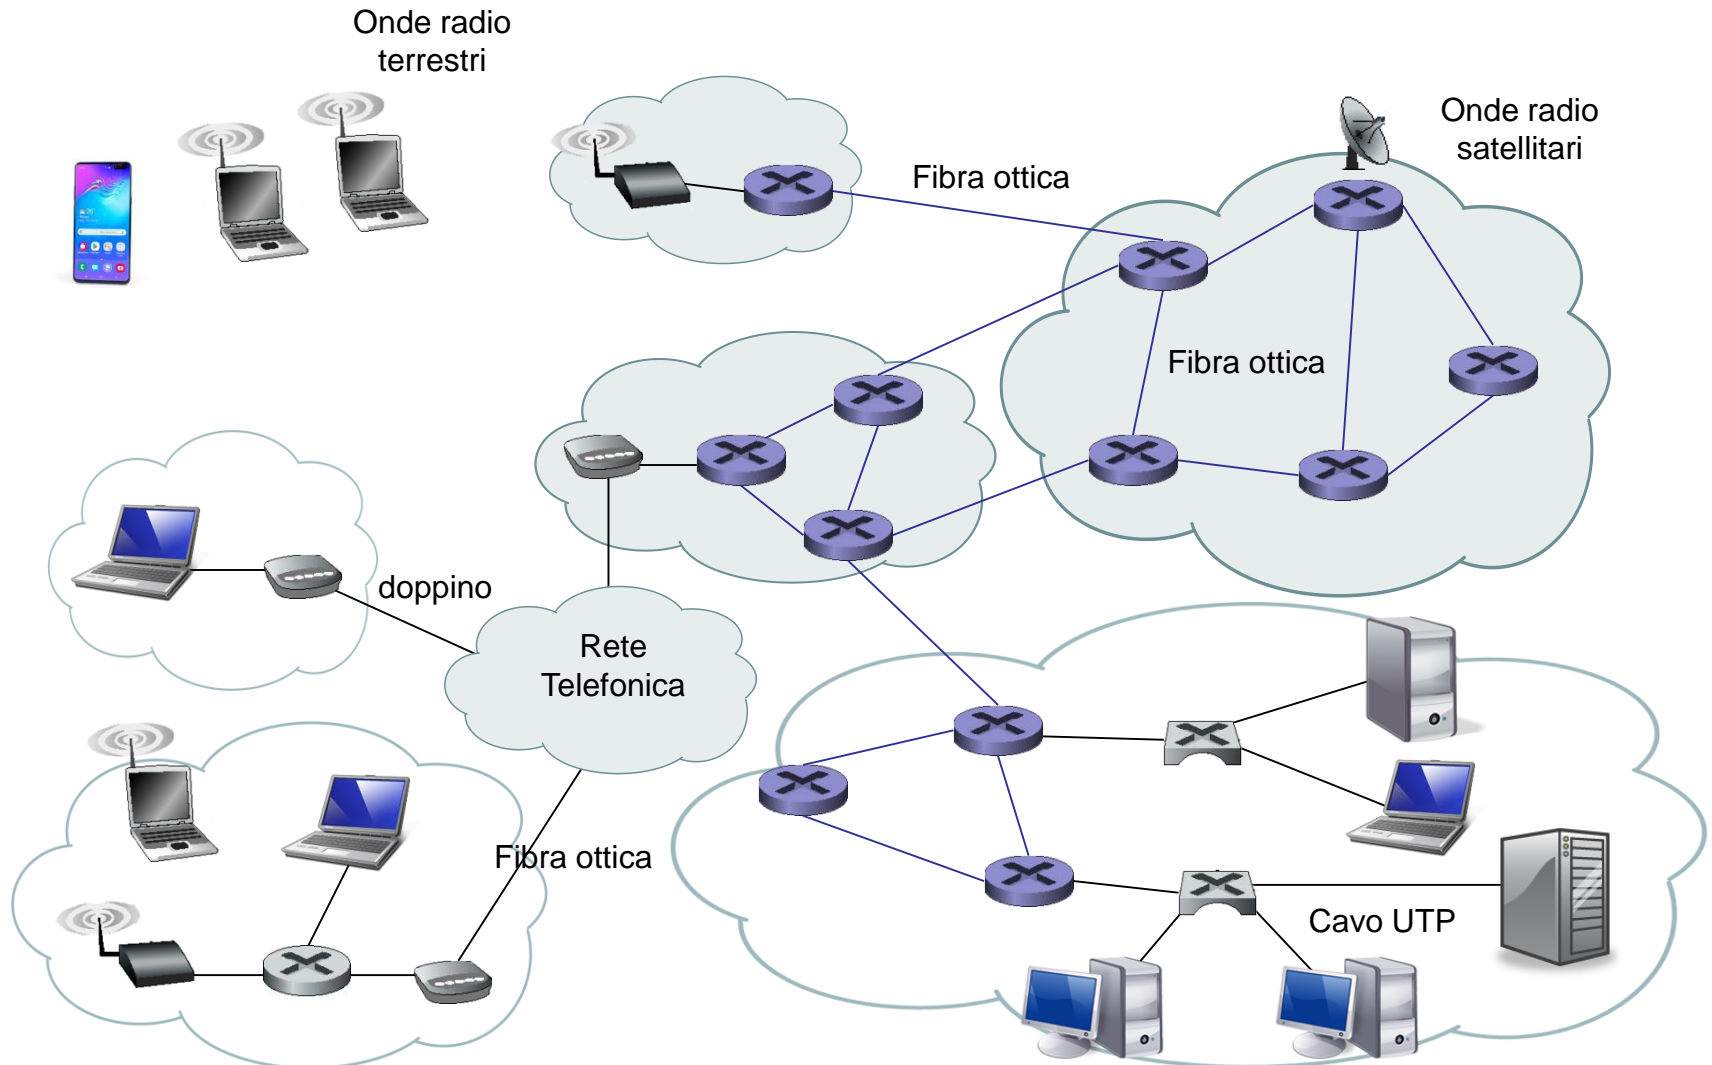 Onde radio
terrestri
Onde radio
satellitari
Fibra ottica
Fibra ottica
doppino
Rete
Telefonica
Fibra ottica
Cavo UTP